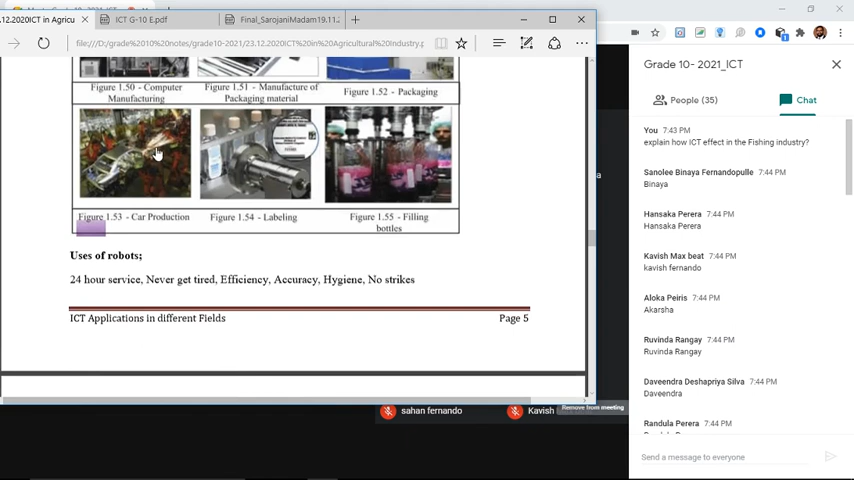 .12.2020ICT in Agricu
ICT G-10 E.pdf
Final_SarojaniMadam19.11.2
file:///D:/grade%2010%20notes/grade10-2021/23.12.2020ICT%20in%20Agricultural%20Industry.p
Figure 1.50 - Computer
Manufacturing
Figure 1.51 - Manufacture of
Packaging material
Figure 1.52 - Packaging
Figure 1.53 - Car Production
Figure 1.54 - Labeling
Figure 1.55 - Filling
bottles
Uses of robots;
24 hour service, Never get tired, Efficiency, Accuracy, Hygiene, No strikes
ICT Applications in different Fields
Page 5
sahan fernando
Kavish
Remove from meeting
Grade 10- 2021_ICT
People (35)
Chat
You 7:43 PM
explain how ICT effect in the Fishing industry?
Sanolee Binaya Fernandopulle 7:44 PM
Binaya
Hansaka Perera 7:44 PM
Hansaka Perera
Kavish Max beat 7:44 PM
kavish fernando
Aloka Peiris 7:44 PM
Akarsha
Ruvinda Rangay 7:44 PM
Ruvinda Rangay
Daveendra Deshapriya Silva 7:44 PM
Daveendra
Randula Perera 7:44 PM
Send a message to everyone